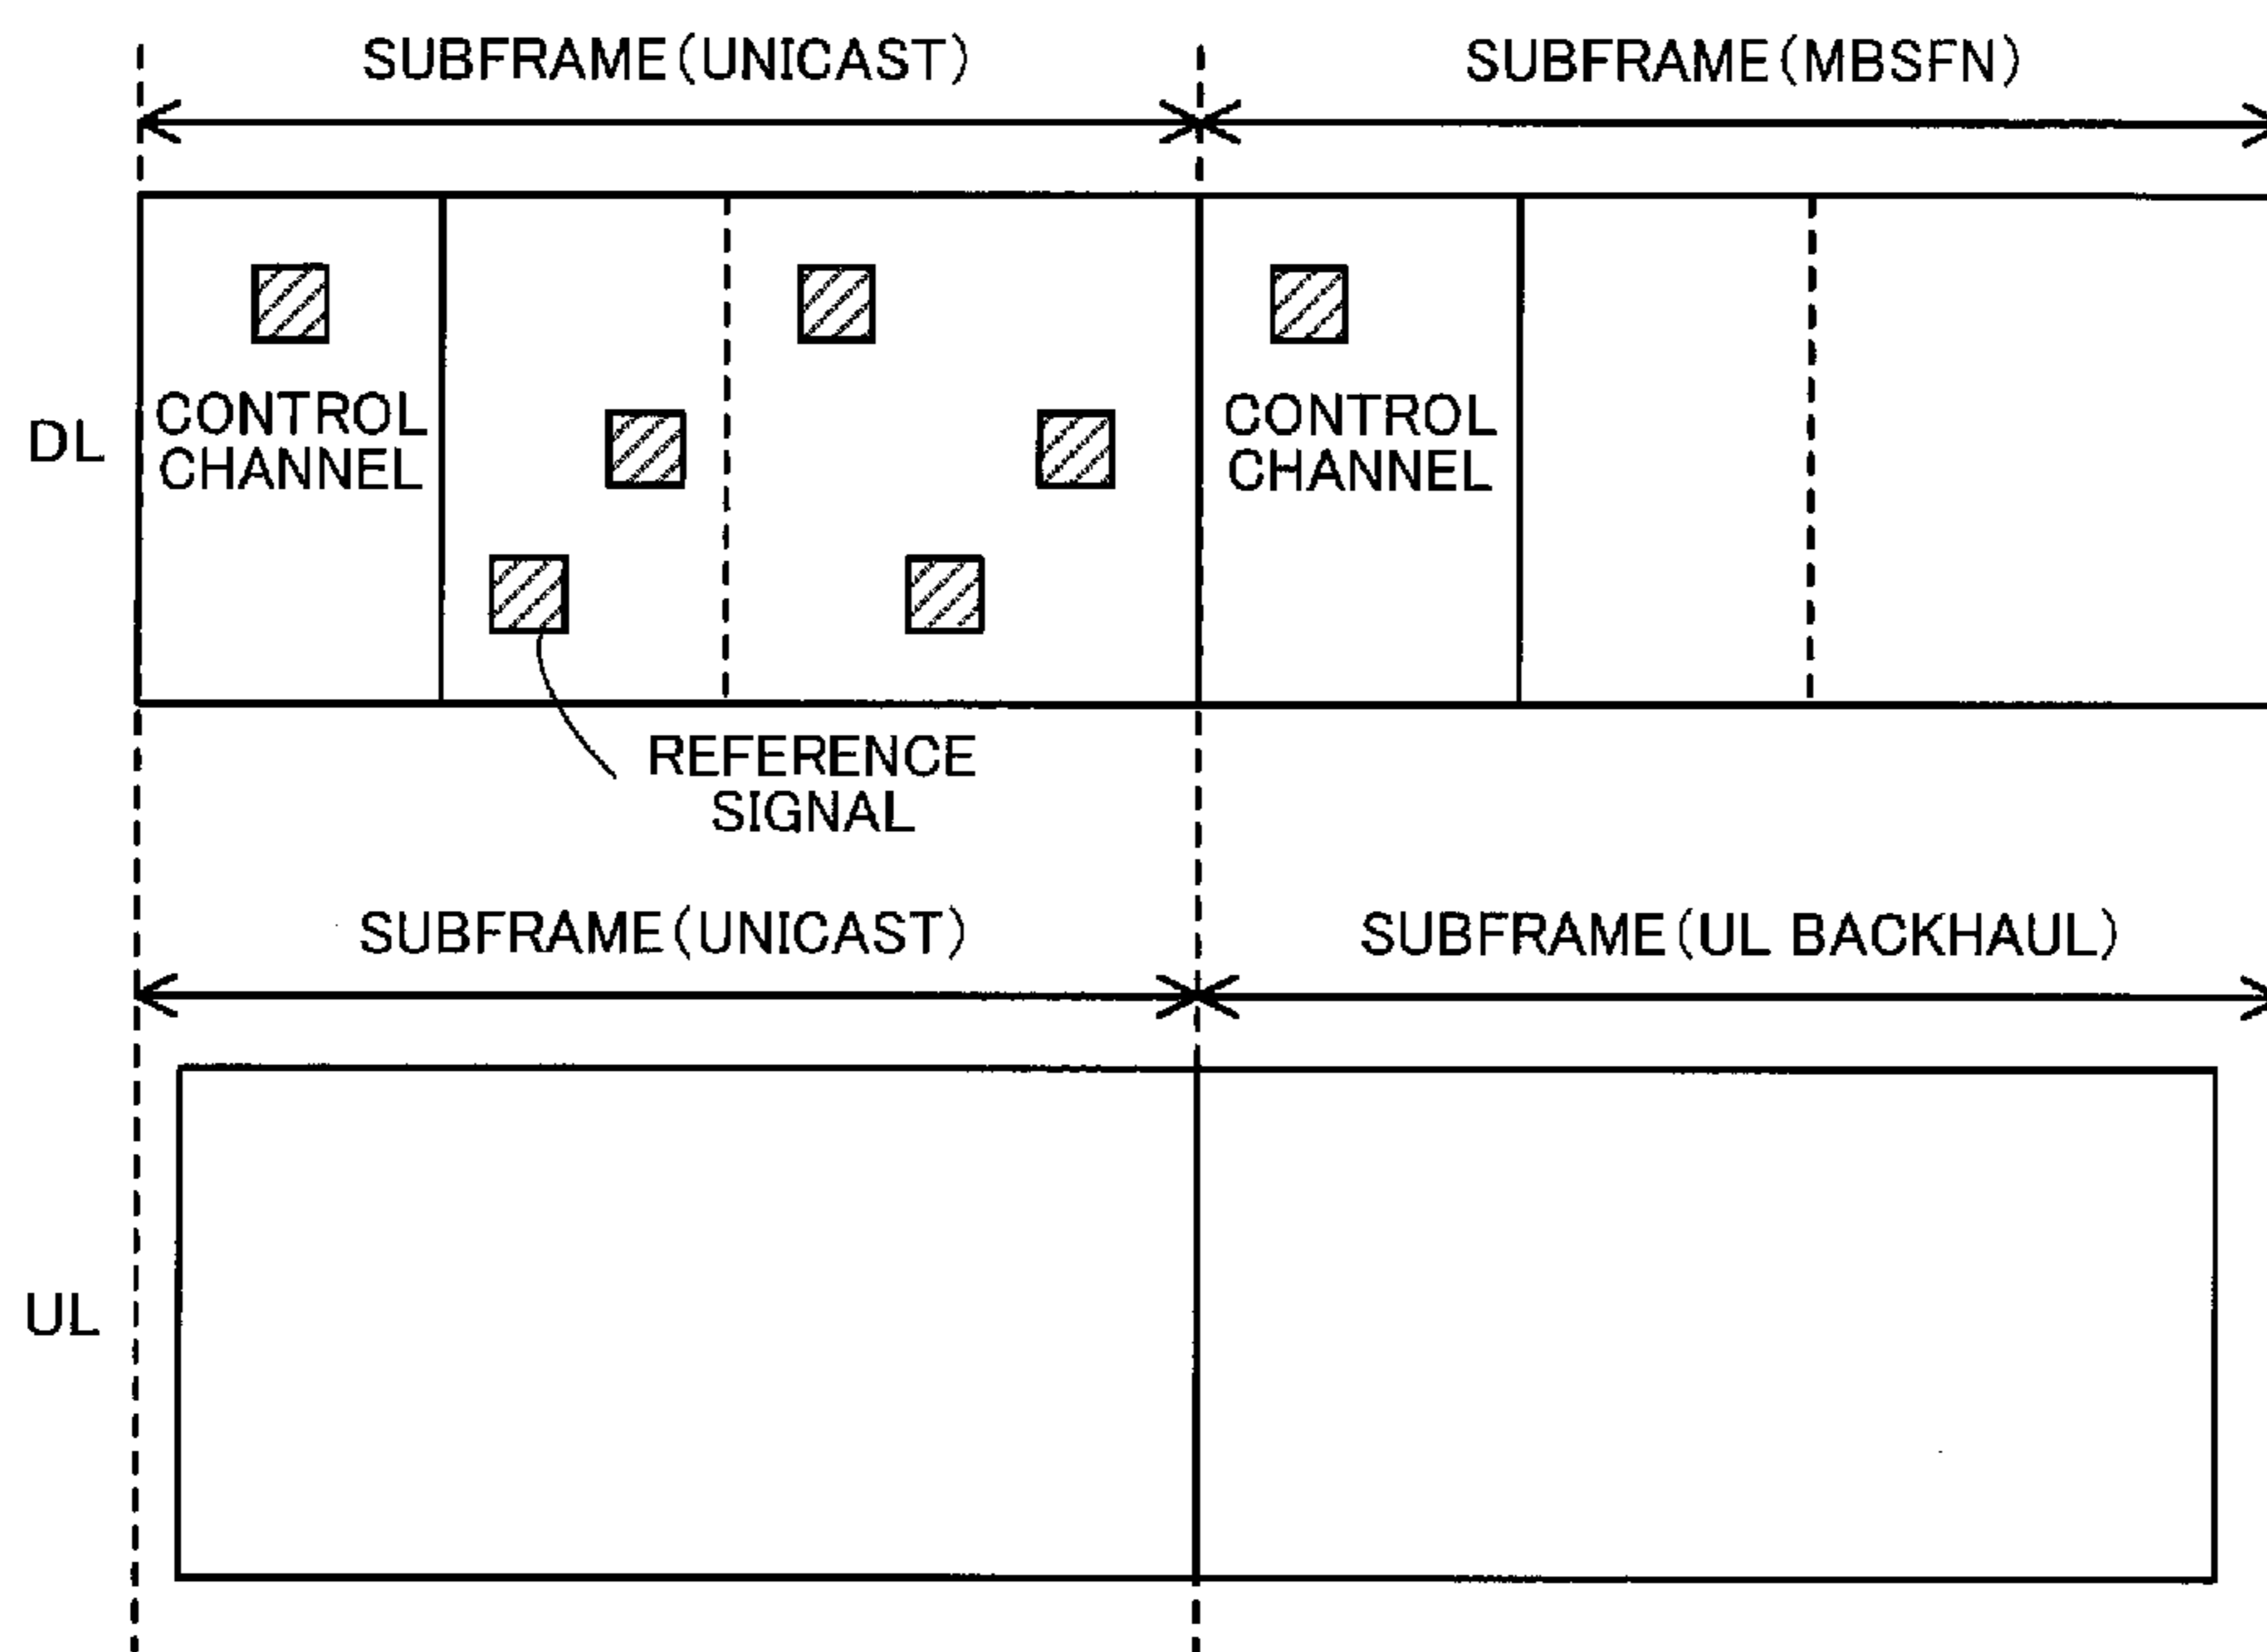 SUBFRAME(UNICAST)
SUBFRAME(MBSFN)
DL
CONTROL
CHANNEL
CONTROL
CHANNEL
REFERENCE
SIGNAL
SUBFRAME(UNICAST)
SUBFRAME(UL BACKHAUL)
UL